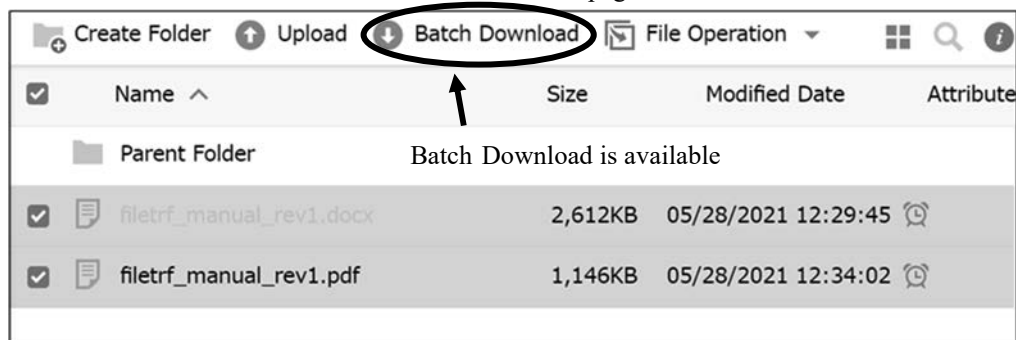 Create Folder Upload Batch Download File Operation
Name Size Modified Date Attribute
Parent Folder Batch Download is available
filetrf_manual_rev1.docx 2,612KB 05/28/2021 12:29:45
filetrf_manual_rev1.pdf 1,146KB 05/28/2021 12:34:02